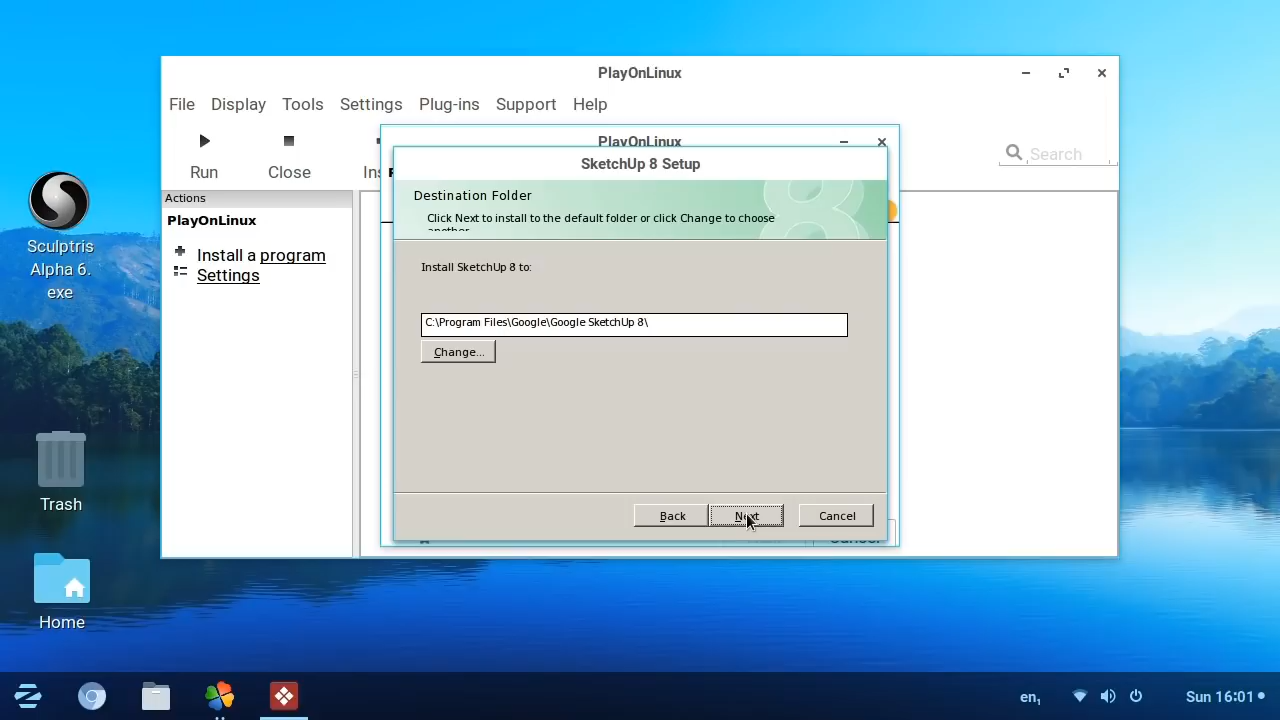 PlayOnLinux
File Display Tools Settings Plug-ins Support Help
PlayOnLinux
Search
Run Close
SketchUp 8 Setup
Actions
PlayOnLinux
Install a program
Settings
Destination Folder
Click Next to install to the default folder or click Change to choose
another
Install SketchUp 8 to:
C:\Program Files\Google\Google SketchUp 8\
Change...
Back Next Cancel
Cancel
Sculptris
Alpha 6.
exe
Trash
Home
en1
Sun 16:01